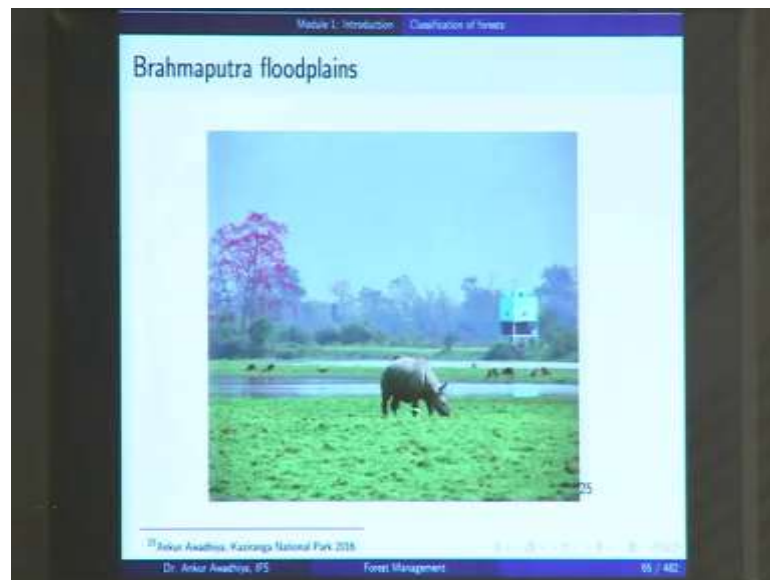 Module 1: Introduction Classification of forests
Brahmaputra floodplains
25
25 Ankur Awadhiya, Kaziranga National Park 2016
Dr. Ankur Awadhiya, IFS Forest Management 65 / 482